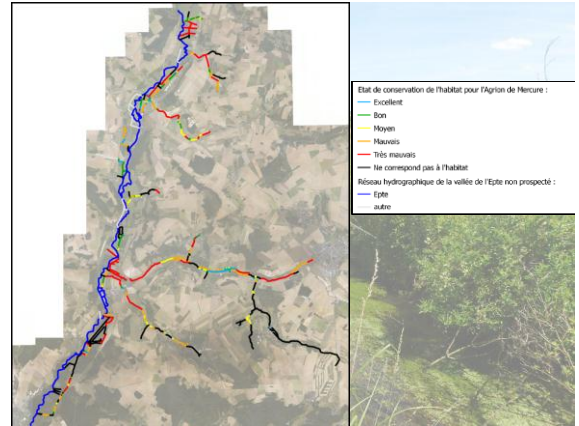 Etat de conservation de l'habitat pour l'Agrion de Mercure :
Excellent
Bon
Moyen
Mauvais
Très mauvais
Ne correspond pas à l'habitat
Réseau hydrographique de la vallée de l'Epte non prospecté :
Epte
autre